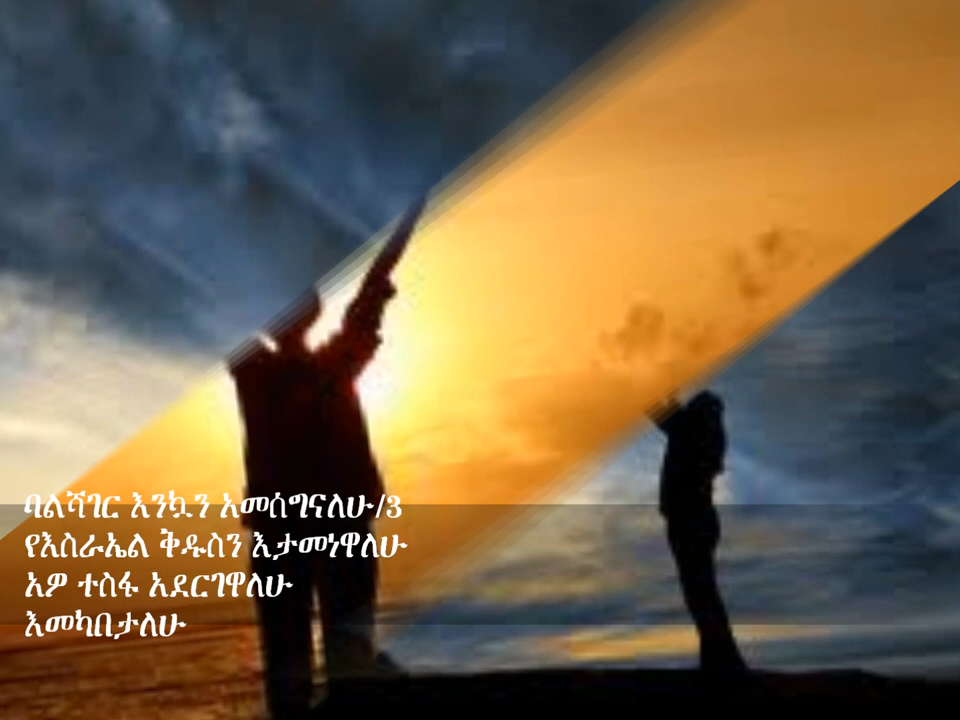 ባልሻገር እንኳን አመሰግናለሁ/3
የእስራኤል ቅዱስን እታመነዋለሁ
አዎ ተስፋ አደርገዋለሁ
እመካበታለሁ